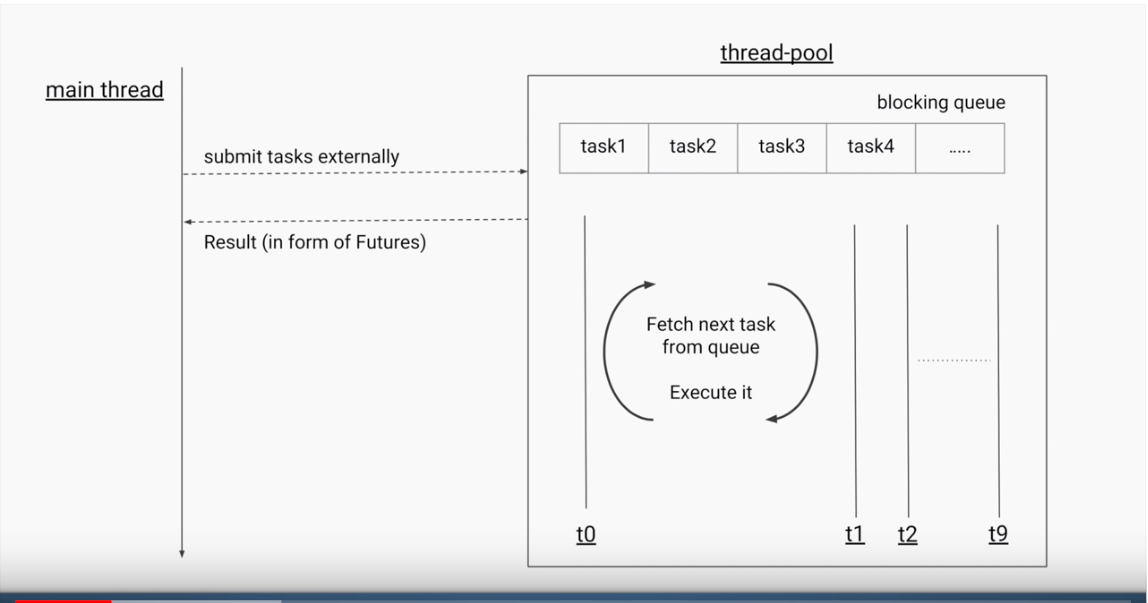 thread-pool
main thread
blocking queue
task1 task2 task3 task4 .....
submit tasks externally
Result (in form of Futures)
Fetch next task
from queue
Execute it
t0 t1 t2 t9